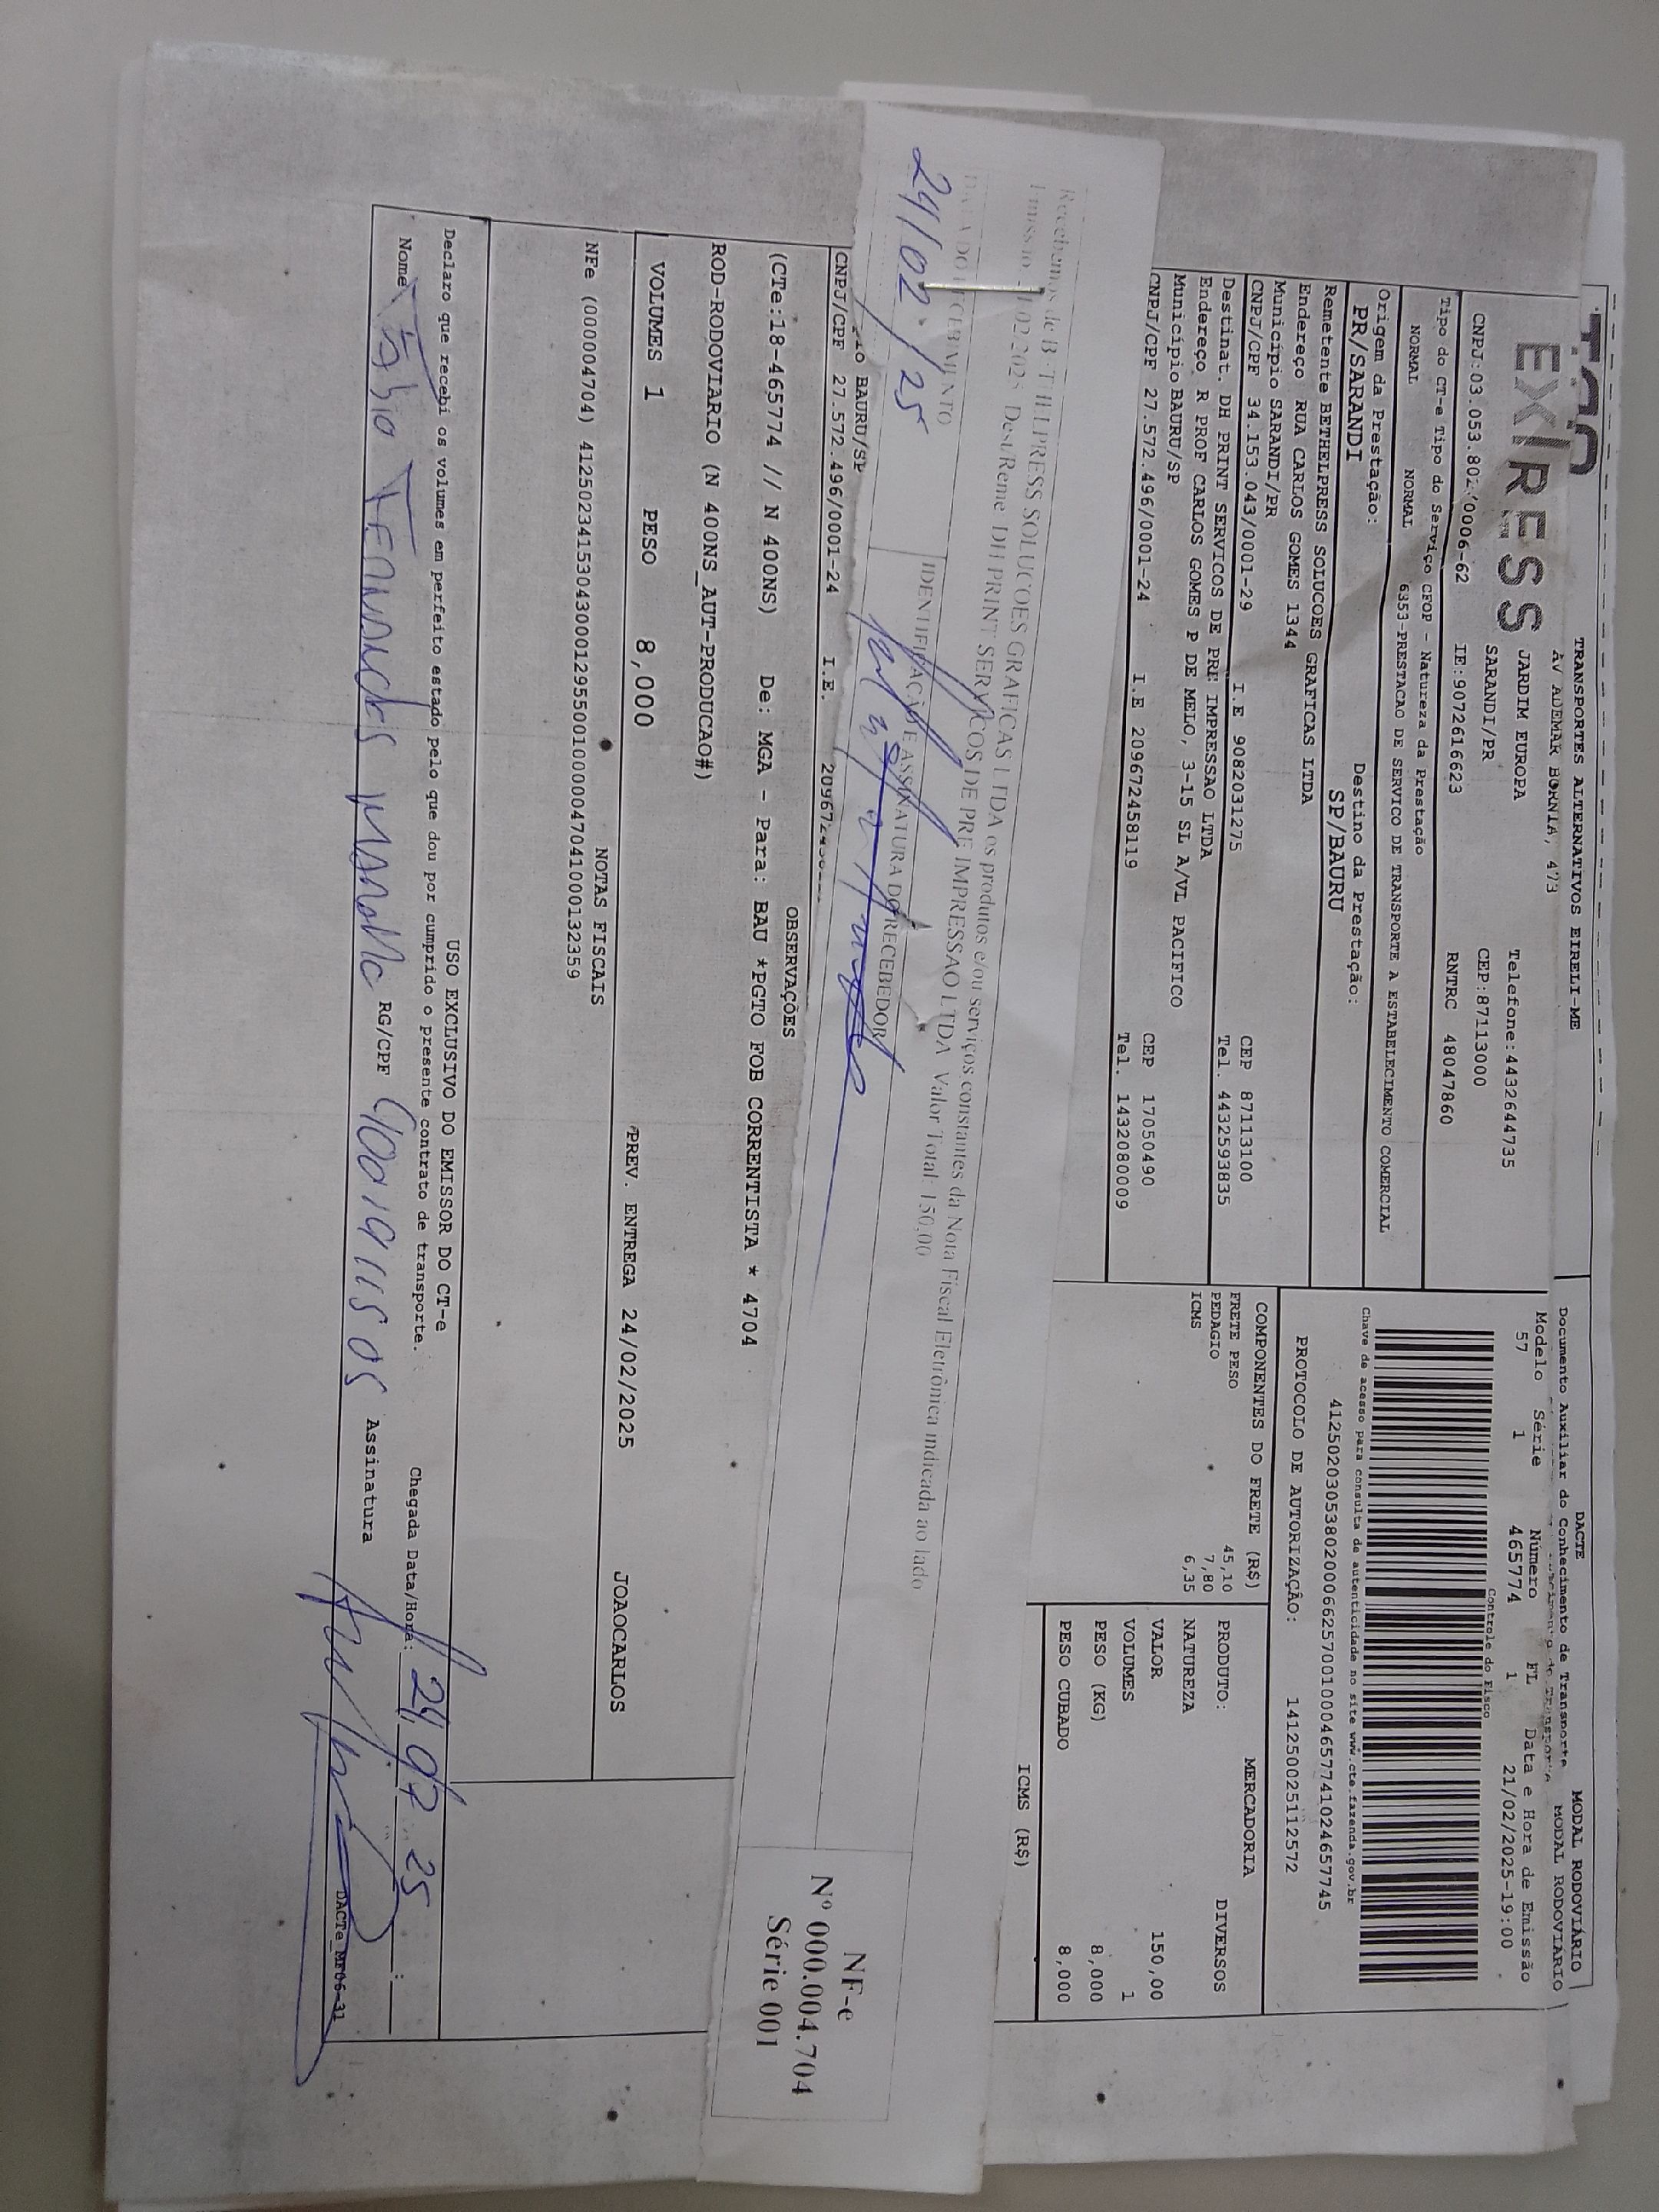 TRANSPORTES ALTERNATIVOS EIRELI-ME
EXPRESS
AV ADEMAR BORNIA, 473
JARDIM EUROPA Telefone:4432644735
SARANDI/PR CEP:87113000
CNPJ:03.053.802/0006-62 IE:9072616623 RNTRC 48047860
Tipo do CT-e Tipo do Serviço CFOP - Natureza da Prestação
NORMAL NORMAL 6353-PRESTACAO DE SERVICO DE TRANSPORTE A ESTABELECIMENTO COMERCIAL
Origem da Prestação: Destino da Prestação:
PR/SARANDI SP/BAURU
Remetente BETHELPRESS SOLUCOES GRAFICAS LTDA
Endereço RUA CARLOS GOMES 1344
Município SARANDI/PR CEP 87113100
CNPJ/CPF 34.153.043/0001-29 I.E 9082031275 Tel. 4432593835
Destinat. DH PRINT SERVICOS DE PRE IMPRESSAO LTDA
Endereço R PROF CARLOS GOMES P DE MELO, 3-15 SL A/VL PACIFICO
Município BAURU/SP CEP 17050490
CNPJ/CPF 27.572.496/0001-24 I.E 209672458119 Tel. 1432080009
DACTE MODAL RODOVIÁRIO
Documento Auxiliar do Conhecimento de Transporte MODAL RODOVIÁRIO
Modelo Série Número FL Data e Hora de Emissão
57 1 465774 1 21/02/2025-19:00
Controle do Fisco
Chave de acesso para consulta de autenticidade no site www.cte.fazenda.gov.br
41250203053802000662570010004657741024657745
PROTOCOLO DE AUTORIZAÇÃO: 141250025112572
COMPONENTES DO FRETE (R$)
FRETE PESO 45,10
PEDAGIO 7,80
ICMS 6,35
MERCADORIA
PRODUTO: DIVERSOS
NATUREZA
VALOR 150,00
VOLUMES 1
PESO (KG) 8,000
PESO CUBADO 8,000
ICMS (R$)
Recebemos de BETHELPRESS SOLUCOES GRAFICAS LTDA os produtos e/ou serviços constantes da Nota Fiscal Eletrônica indicada ao lado
Emissão 21/02/2025 Dest/Reme DH PRINT SERVICOS DE PRE IMPRESSAO LTDA Valor Total: 150,00
DATA DO RECEBIMENTO IDENTIFICAÇÃO E ASSINATURA DO RECEBEDOR
24/02/25
NF-e
Nº 000.004.704
Série 001
BAURU/SP
CNPJ/CPF 27.572.496/0001-24 I.E.
OBSERVAÇÕES
(CTe:18-465774 // N 400NS) De: MGA - Para: BAU *PGTO FOB CORRENTISTA * 4704
ROD-RODOVIARIO (N 400NS_AUT-PRODUCAO#)
VOLUMES 1 PESO 8,000 PREV. ENTREGA 24/02/2025 JOAOCARLOS
NOTAS FISCAIS
NFe (000004704) 41250234153043000129550010000047041000132359
USO EXCLUSIVO DO EMISSOR DO CT-e
Declaro que recebi os volumes em perfeito estado pelo que dou por cumprido o presente contrato de transporte. Chegada Data/Hora: 24 02 25 :
Nome Fábio Fernandes RG/CPF Assinatura
DACTe_MF06-31